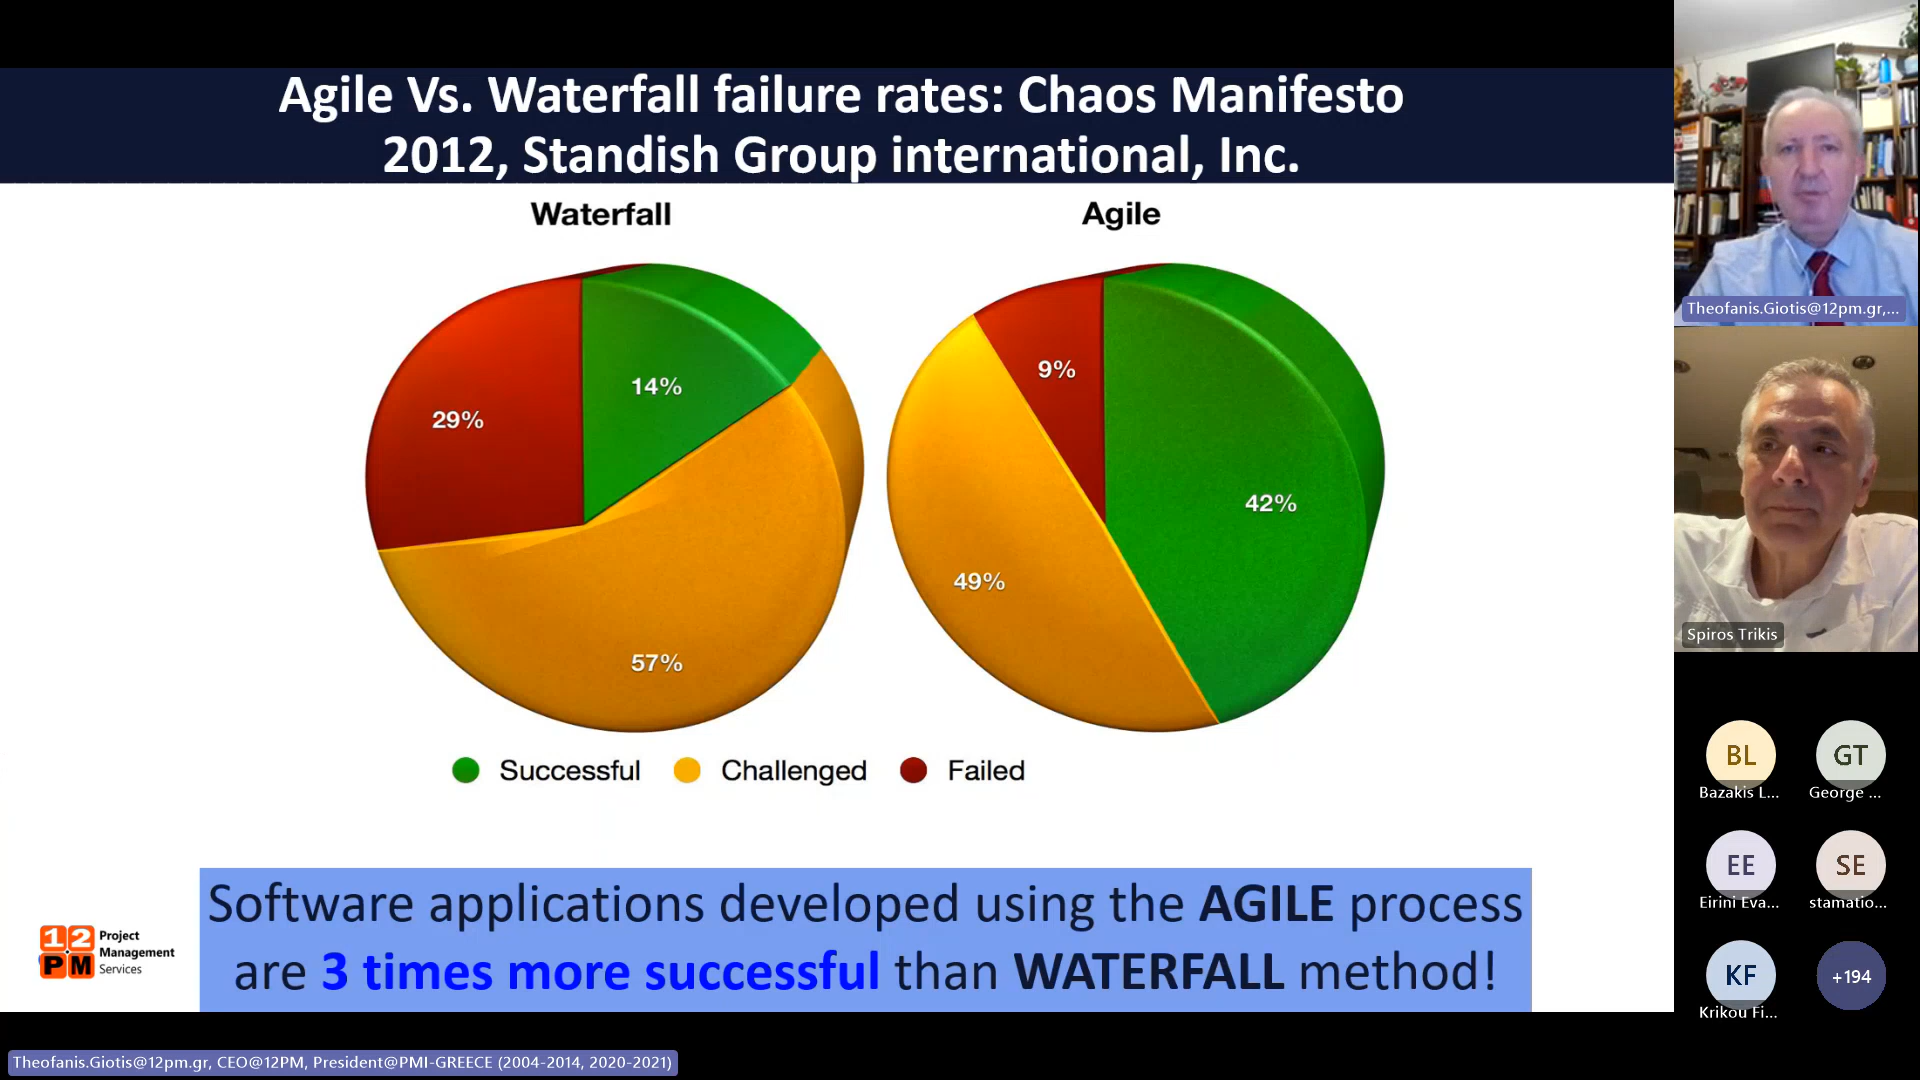 Agile Vs. Waterfall failure rates: Chaos Manifesto
2012, Standish Group international, Inc.
Waterfall
Agile
29%
14%
57%
9%
42%
49%
Successful
Challenged
Failed
Software applications developed using the AGILE process
are 3 times more successful than WATERFALL method!
12
PM
Project
Management
Services
Theofanis.Giotis@12pm.gr, CEO@12PM, President@PMI-GREECE (2004-2014, 2020-2021)
Theofanis.Giotis@12pm.gr,...
Spiros Trikis
BL
Bazakis L...
GT
George ...
EE
Eirini Eva...
SE
stamatio...
KF
Krikou Fi...
+194